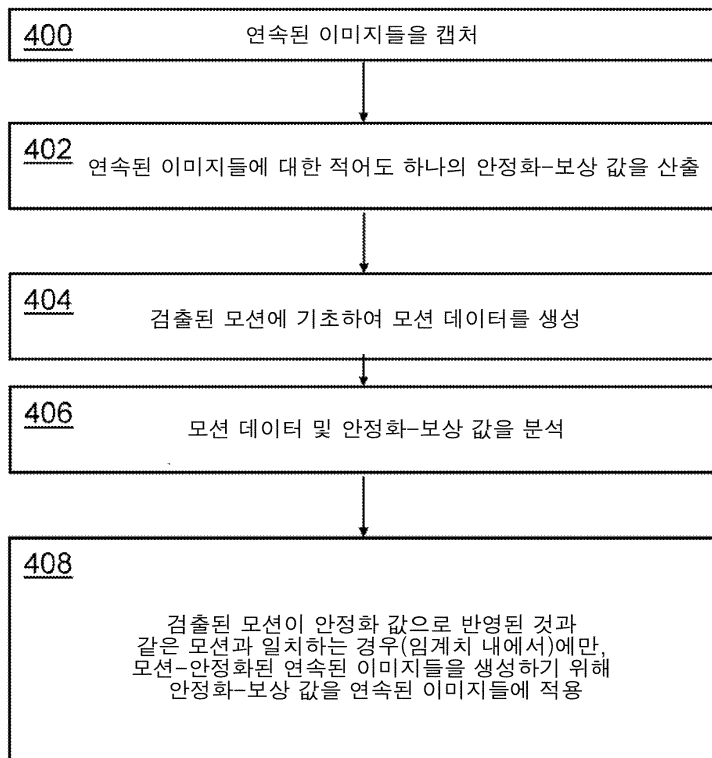 400
연속된 이미지들을 캡처
402
연속된 이미지들에 대한 적어도 하나의 안정화-보상 값을 산출
404
검출된 모션에 기초하여 모션 데이터를 생성
406
모션 데이터 및 안정화-보상 값을 분석
408
검출된 모션이 안정화 값으로 반영된 것과
같은 모션과 일치하는 경우(임계치 내에서)에만,
모션-안정화된 연속된 이미지들을 생성하기 위해
안정화-보상 값을 연속된 이미지들에 적용